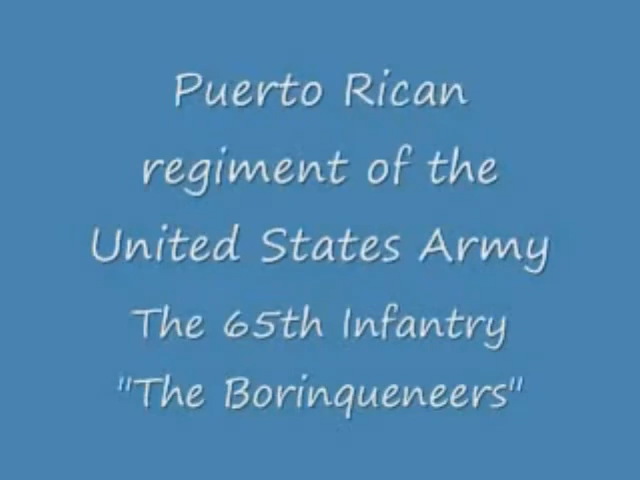 Puerto Rican
regiment of the
United States Army
The 65th Infantry
"The Borinqueneers"